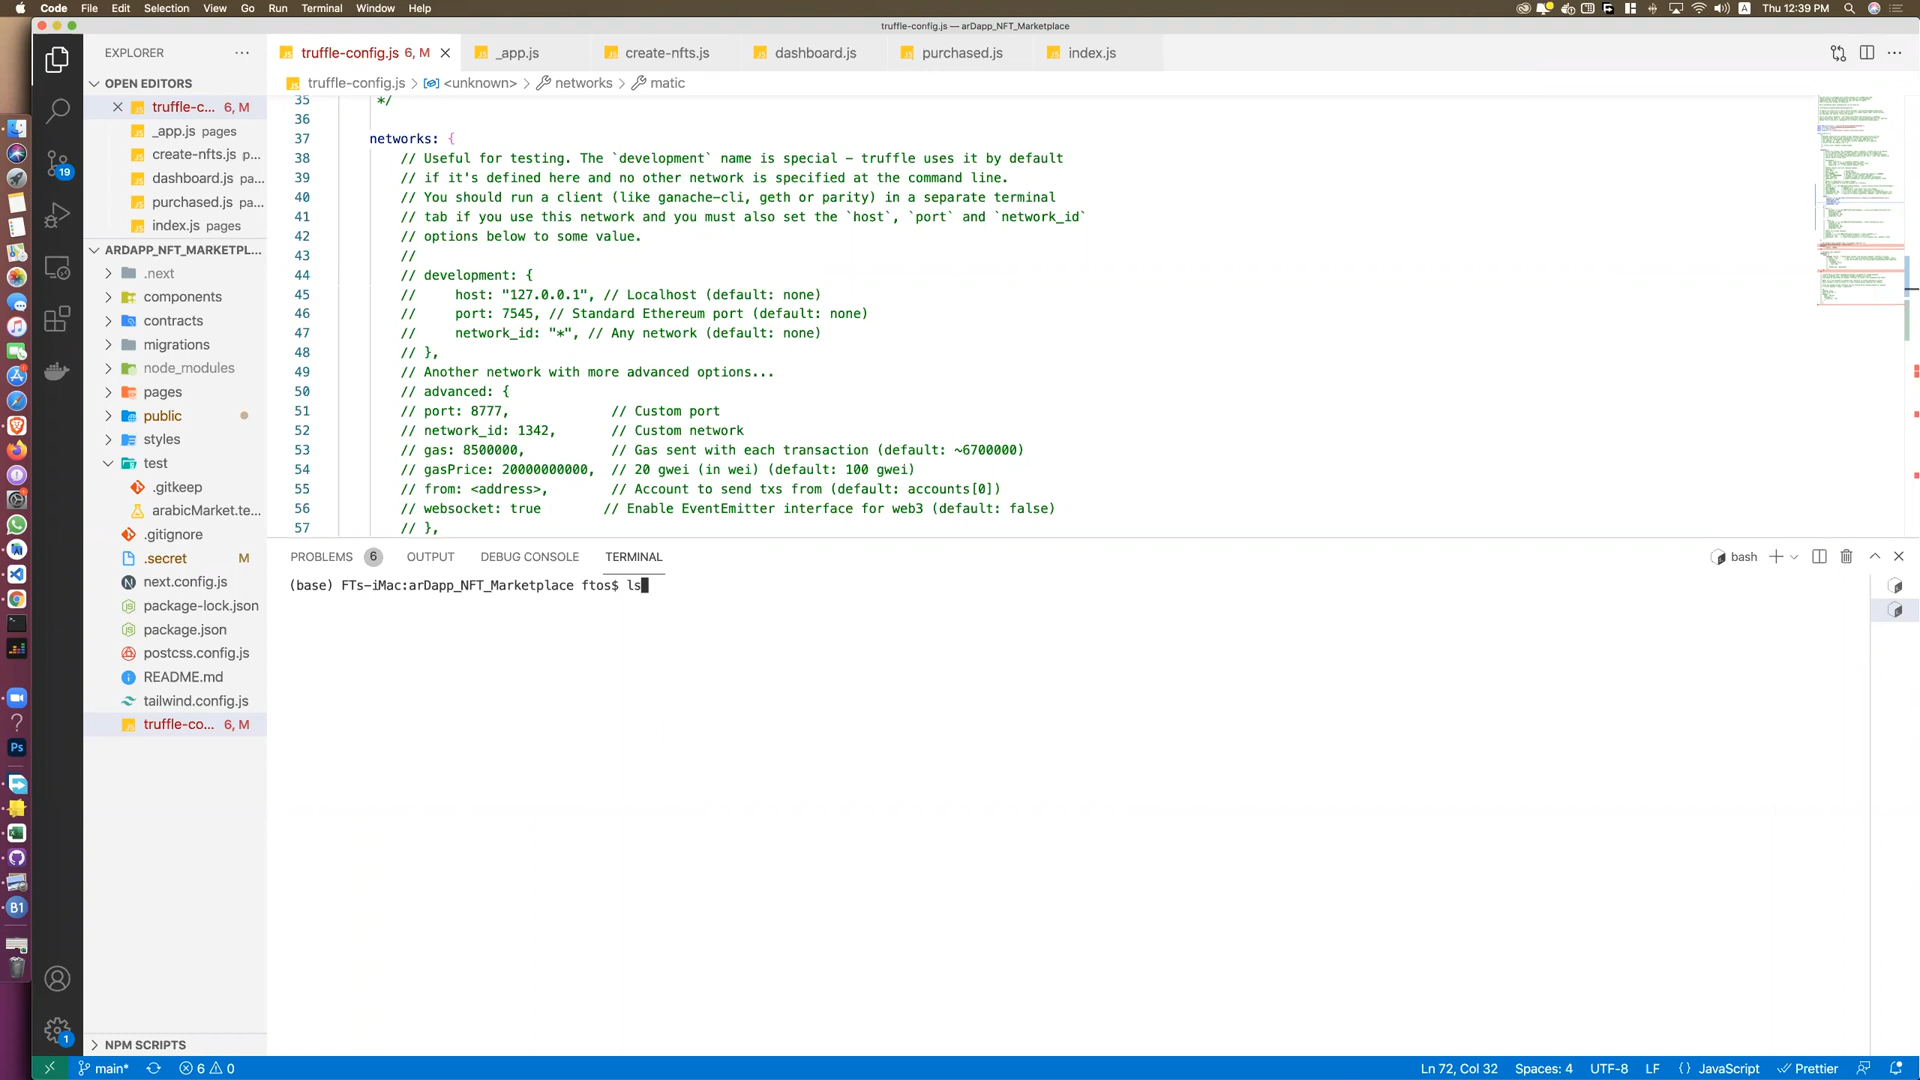 Code File Edit Selection View Go Run Terminal Window Help
Thu 12:39 PM
truffle-config.js — arDapp_NFT_Marketplace
EXPLORER
truffle-config.js 6, M
_app.js
create-nfts.js
dashboard.js
purchased.js
index.js
truffle-config.js > <unknown> > networks > matic
OPEN EDITORS
truffle-c... 6, M
_app.js pages
create-nfts.js p...
dashboard.js pa...
purchased.js pa...
index.js pages
ARDAPP_NFT_MARKETPL...
.next
components
contracts
migrations
node_modules
pages
public
styles
test
.gitkeep
arabicMarket.te...
.gitignore
.secret M
next.config.js
package-lock.json
package.json
postcss.config.js
README.md
tailwind.config.js
truffle-co... 6, M
NPM SCRIPTS
19
1
35 */
36
37 networks: {
38 // Useful for testing. The `development` name is special - truffle uses it by default
39 // if it's defined here and no other network is specified at the command line.
40 // You should run a client (like ganache-cli, geth or parity) in a separate terminal
41 // tab if you use this network and you must also set the `host`, `port` and `network_id`
42 // options below to some value.
43 //
44 // development: {
45 // host: "127.0.0.1", // Localhost (default: none)
46 // port: 7545, // Standard Ethereum port (default: none)
47 // network_id: "*", // Any network (default: none)
48 // },
49 // Another network with more advanced options...
50 // advanced: {
51 // port: 8777, // Custom port
52 // network_id: 1342, // Custom network
53 // gas: 8500000, // Gas sent with each transaction (default: ~6700000)
54 // gasPrice: 20000000000, // 20 gwei (in wei) (default: 100 gwei)
55 // from: <address>, // Account to send txs from (default: accounts[0])
56 // websocket: true // Enable EventEmitter interface for web3 (default: false)
57 // },
PROBLEMS 6 OUTPUT DEBUG CONSOLE TERMINAL
bash
(base) FTs-iMac:arDapp_NFT_Marketplace ftos$ ls
main* 6 0
Ln 72, Col 32 Spaces: 4 UTF-8 LF {} JavaScript Prettier